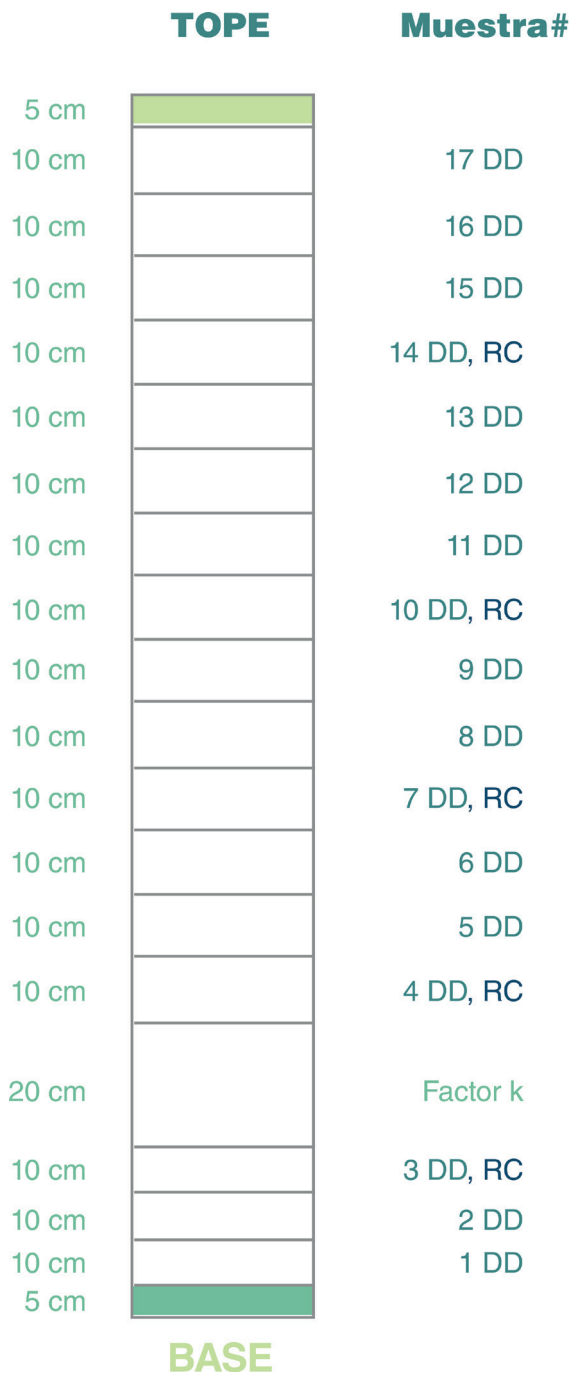 TOPE Muestra#
5 cm
10 cm 17 DD
10 cm 16 DD
10 cm 15 DD
10 cm 14 DD, RC
10 cm 13 DD
10 cm 12 DD
10 cm 11 DD
10 cm 10 DD, RC
10 cm 9 DD
10 cm 8 DD
10 cm 7 DD, RC
10 cm 6 DD
10 cm 5 DD
10 cm 4 DD, RC
20 cm Factor k
10 cm 3 DD, RC
10 cm 2 DD
10 cm 1 DD
5 cm
BASE